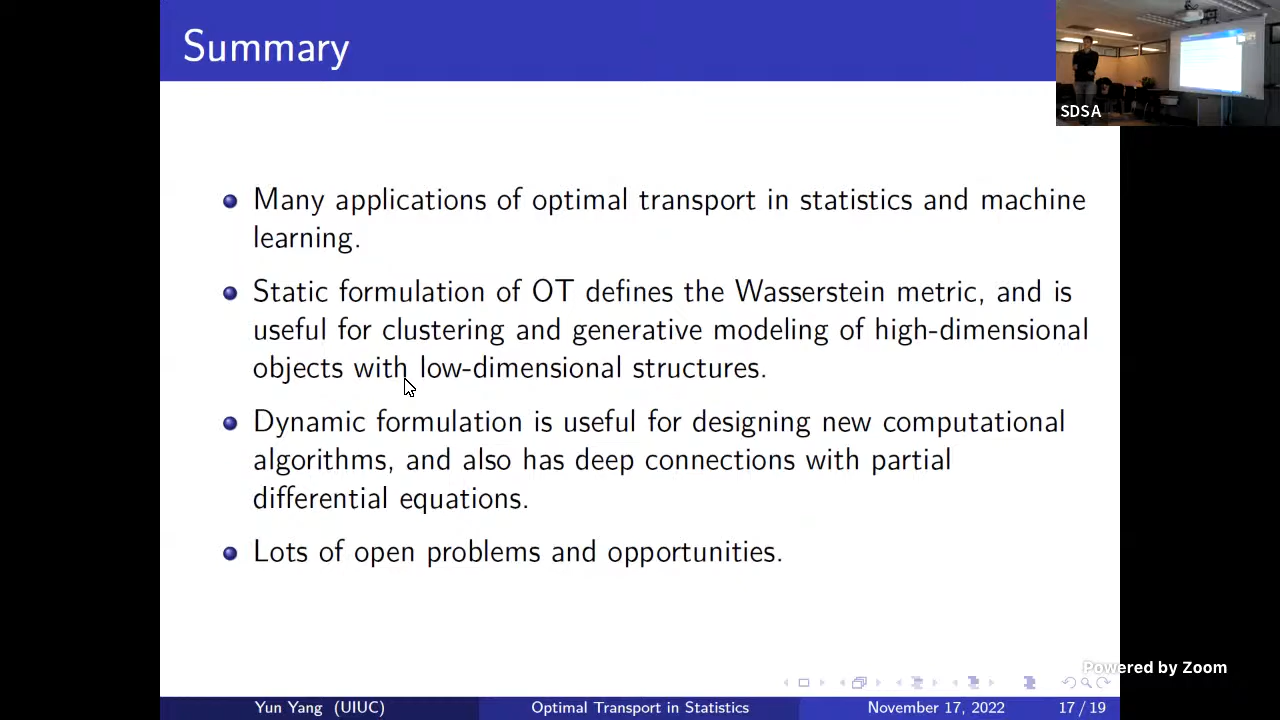 Summary
SDSA
Many applications of optimal transport in statistics and machine
learning.
Static formulation of OT defines the Wasserstein metric, and is
useful for clustering and generative modeling of high-dimensional
objects with low-dimensional structures.
Dynamic formulation is useful for designing new computational
algorithms, and also has deep connections with partial
differential equations.
Lots of open problems and opportunities.
Powered by Zoom
Yun Yang (UIUC) Optimal Transport in Statistics November 17, 2022 17 / 19